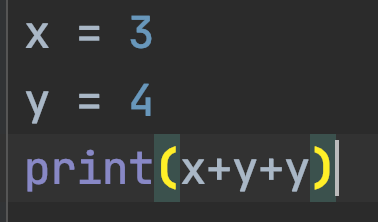 x = 3
y = 4
print(x+y+y)